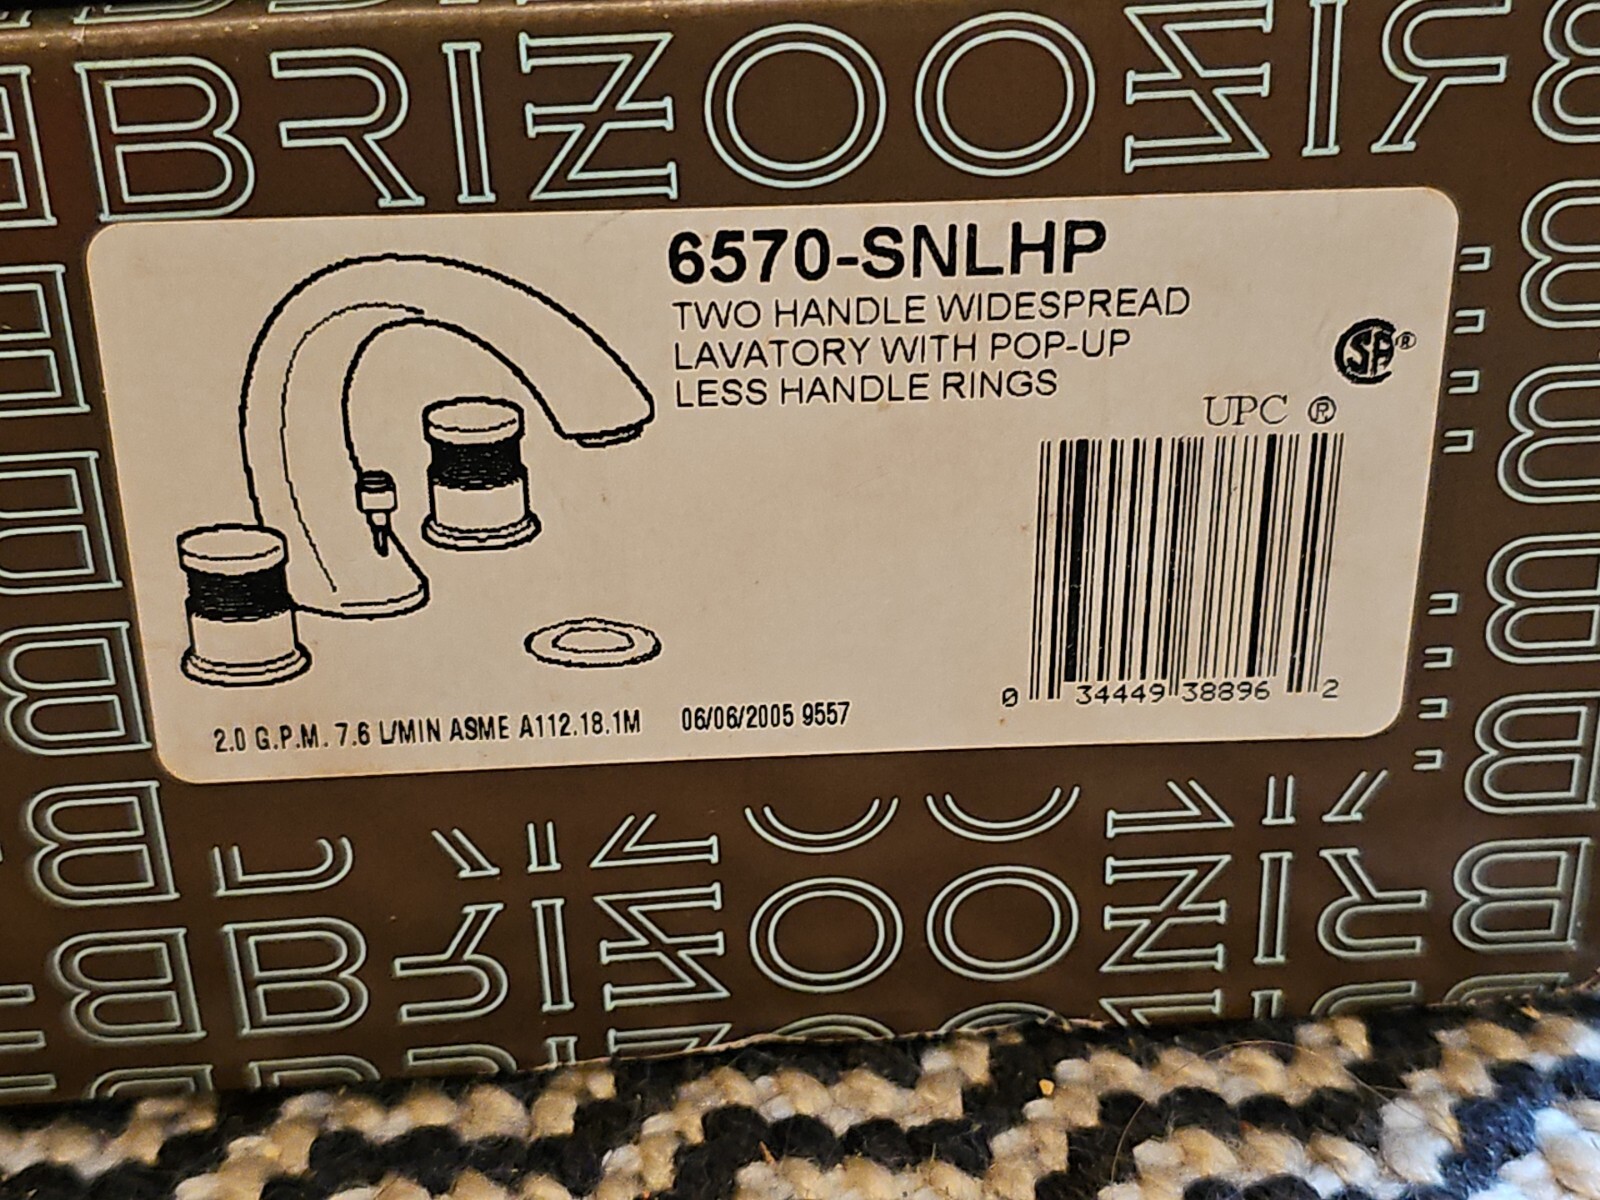 BRIZO
6570-SNLHP
TWO HANDLE WIDESPREAD
LAVATORY WITH POP-UP
LESS HANDLE RINGS
UPC ®
0 34449 38896 2
2.0 G.P.M. 7.6 L/MIN ASME A112.18.1M 06/06/2005 9557